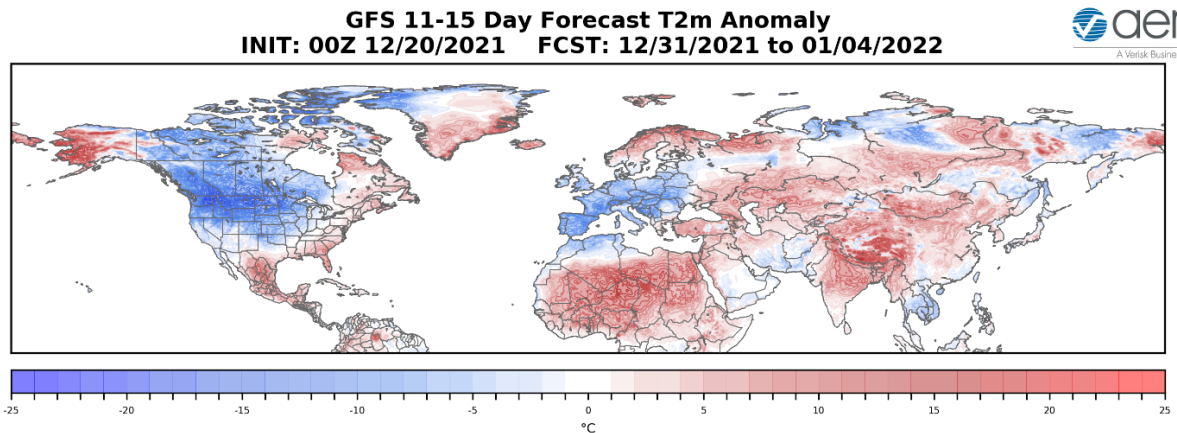 GFS 11-15 Day Forecast T2m Anomaly
INIT: 00Z 12/20/2021 FCST: 12/31/2021 to 01/04/2022
aer
A Verisk Busine
-25 -20 -15 -10 -5 0 5 10 15 20 25
°C